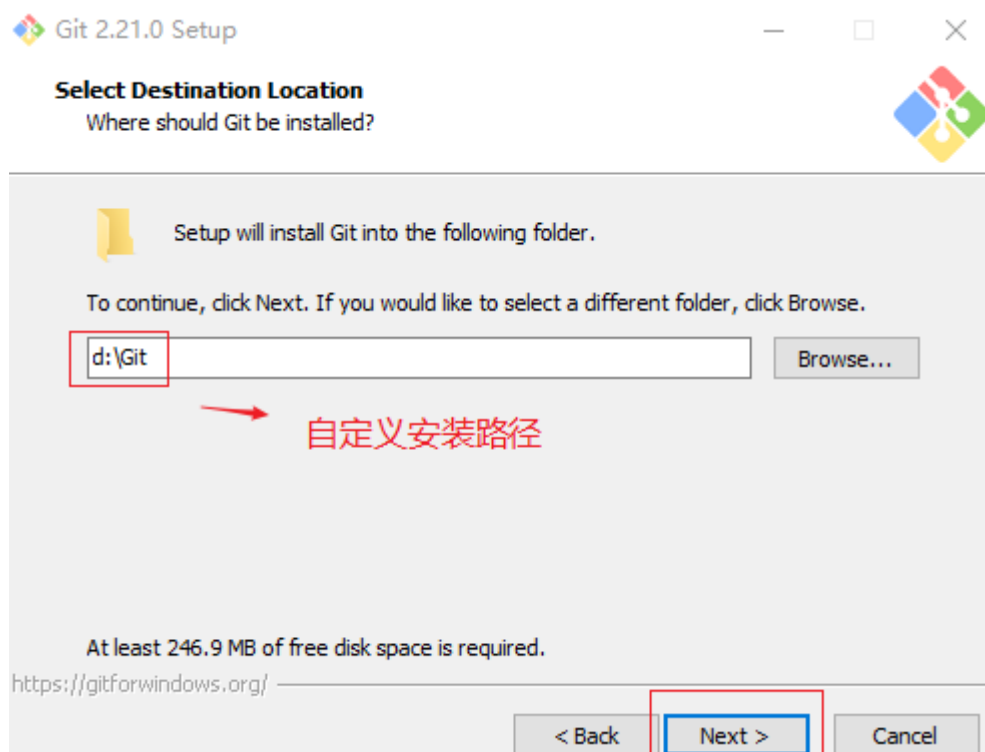 Git 2.21.0 Setup
Select Destination Location
Where should Git be installed?
Setup will install Git into the following folder.
To continue, click Next. If you would like to select a different folder, click Browse.
d:\Git
Browse...
自定义安装路径
At least 246.9 MB of free disk space is required.
https://gitforwindows.org/
< Back
Next >
Cancel